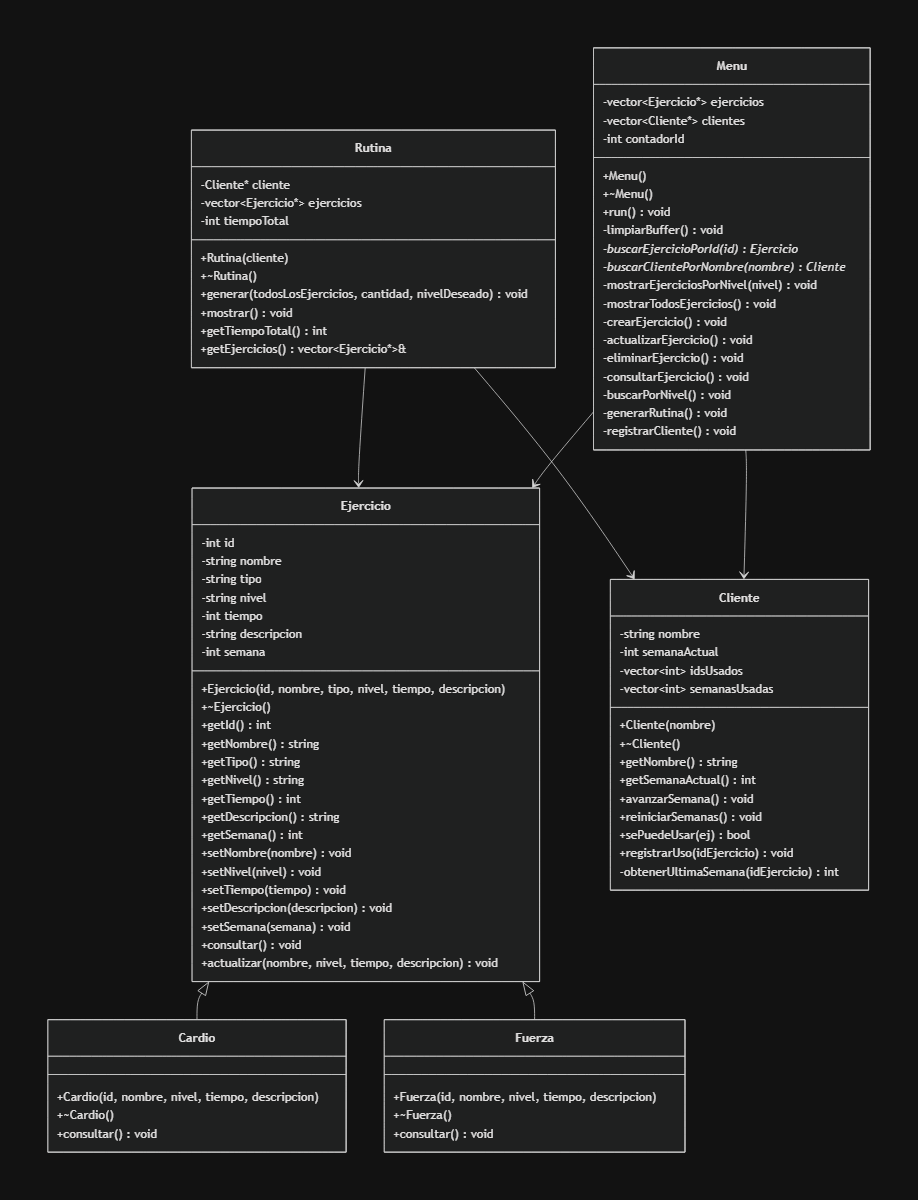 Menu
-vector<Ejercicio*> ejercicios
-vector<Cliente*> clientes
-int contadorId
+Menu()
+~Menu()
+run() : void
-limpiarBuffer() : void
-buscarEjercicioPorId(id) : Ejercicio
-buscarClientePorNombre(nombre) : Cliente
-mostrarEjerciciosPorNivel(nivel) : void
-mostrarTodosEjercicios() : void
-crearEjercicio() : void
-actualizarEjercicio() : void
-eliminarEjercicio() : void
-consultarEjercicio() : void
-buscarPorNivel() : void
-generarRutina() : void
-registrarCliente() : void
Rutina
-Cliente* cliente
-vector<Ejercicio*> ejercicios
-int tiempoTotal
+Rutina(cliente)
+~Rutina()
+generar(todosLosEjercicios, cantidad, nivelDeseado) : void
+mostrar() : void
+getTiempoTotal() : int
+getEjercicios() : vector<Ejercicio*>&
Ejercicio
-int id
-string nombre
-string tipo
-string nivel
-int tiempo
-string descripcion
-int semana
+Ejercicio(id, nombre, tipo, nivel, tiempo, descripcion)
+~Ejercicio()
+getId() : int
+getNombre() : string
+getTipo() : string
+getNivel() : string
+getTiempo() : int
+getDescripcion() : string
+getSemana() : int
+setNombre(nombre) : void
+setNivel(nivel) : void
+setTiempo(tiempo) : void
+setDescripcion(descripcion) : void
+setSemana(semana) : void
+consultar() : void
+actualizar(nombre, nivel, tiempo, descripcion) : void
Cliente
-string nombre
-int semanaActual
-vector<int> idsUsados
-vector<int> semanasUsadas
+Cliente(nombre)
+~Cliente()
+getNombre() : string
+getSemanaActual() : int
+avanzarSemana() : void
+reiniciarSemanas() : void
+sePuedeUsar(ej) : bool
+registrarUso(idEjercicio) : void
-obtenerUltimaSemana(idEjercicio) : int
Cardio
+Cardio(id, nombre, nivel, tiempo, descripcion)
+~Cardio()
+consultar() : void
Fuerza
+Fuerza(id, nombre, nivel, tiempo, descripcion)
+~Fuerza()
+consultar() : void